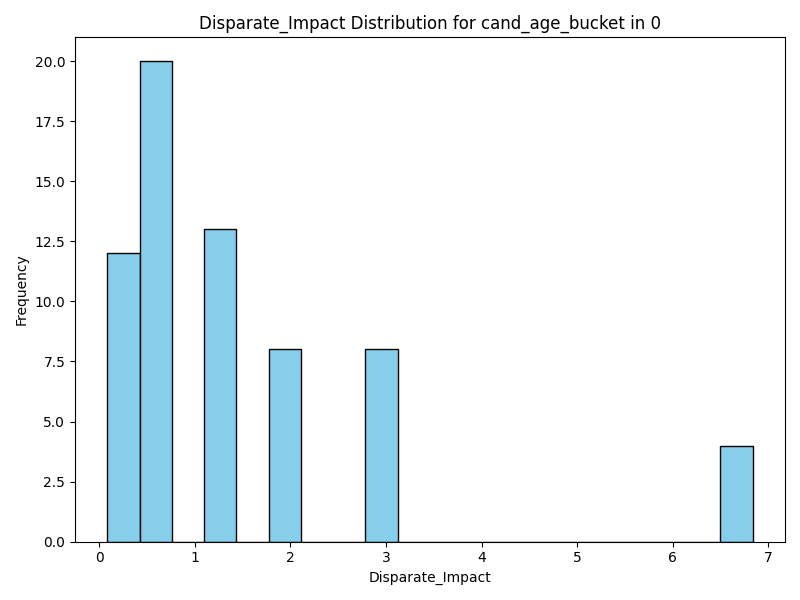 Disparate_Impact Distribution for cand_age_bucket in 0
Frequency
20.0
17.5
15.0
12.5
10.0
7.5
5.0
2.5
0.0
0 1 2 3 4 5 6 7
Disparate_Impact